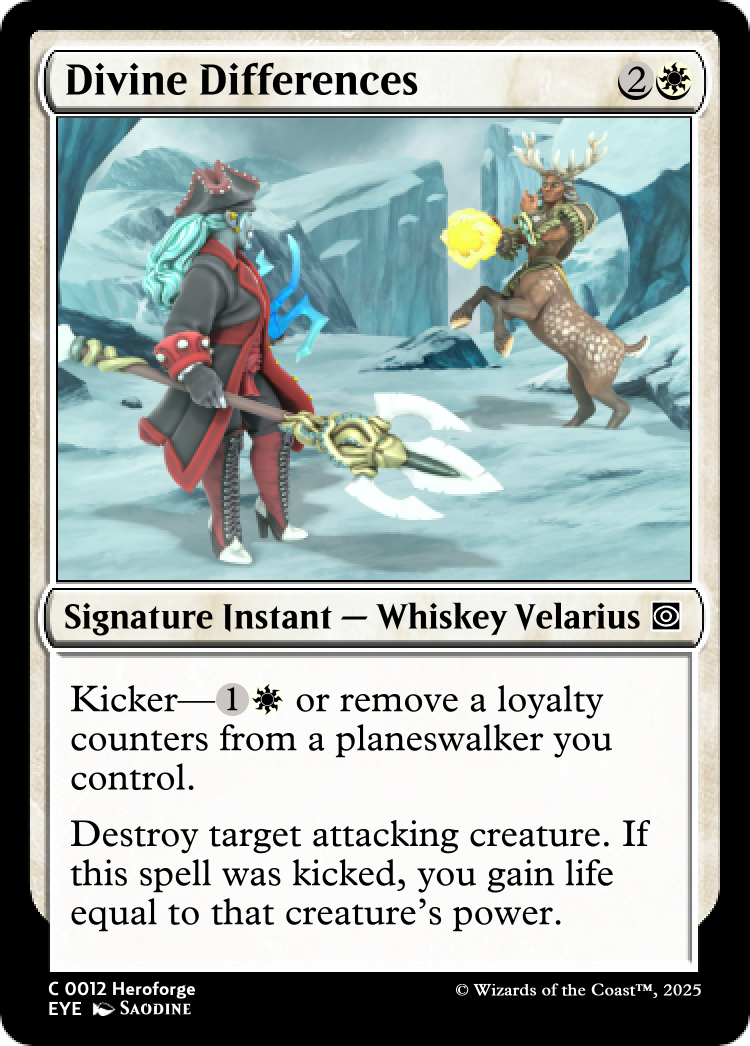 Divine Differences 2
Signature Instant — Whiskey Velarius
Kicker—1 or remove a loyalty
counters from a planeswalker you
control.
Destroy target attacking creature. If
this spell was kicked, you gain life
equal to that creature's power.
C 0012 Heroforge
EYE SAODINE
© Wizards of the Coast™, 2025